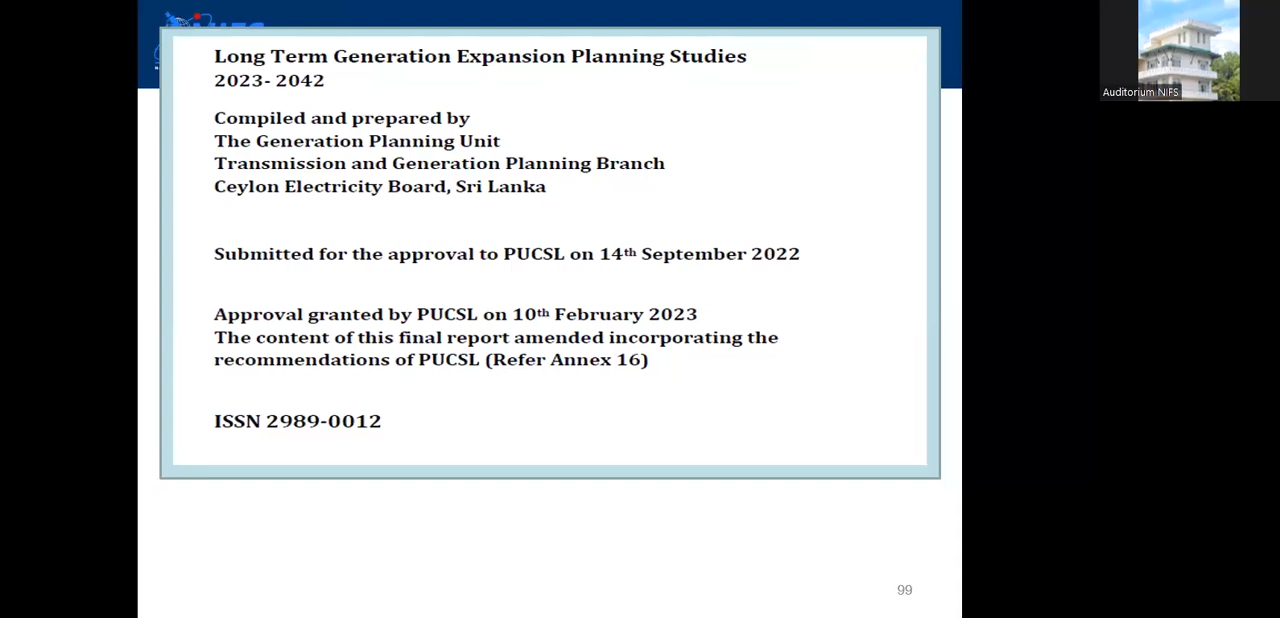 Long Term Generation Expansion Planning Studies
2023- 2042
Compiled and prepared by
The Generation Planning Unit
Transmission and Generation Planning Branch
Ceylon Electricity Board, Sri Lanka
Submitted for the approval to PUCSL on 14th September 2022
Approval granted by PUCSL on 10th February 2023
The content of this final report amended incorporating the
recommendations of PUCSL (Refer Annex 16)
ISSN 2989-0012
99
Auditorium NIFS